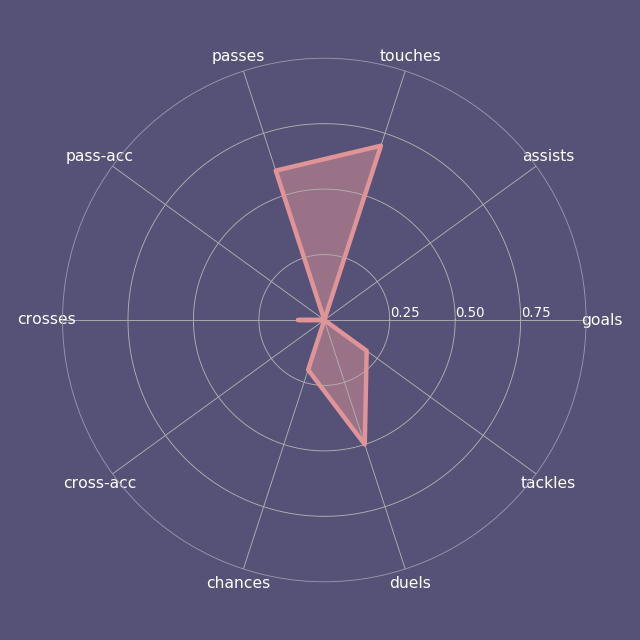 passes
touches
pass-acc
assists
crosses
0.25
0.50
0.75
goals
cross-acc
tackles
chances
duels